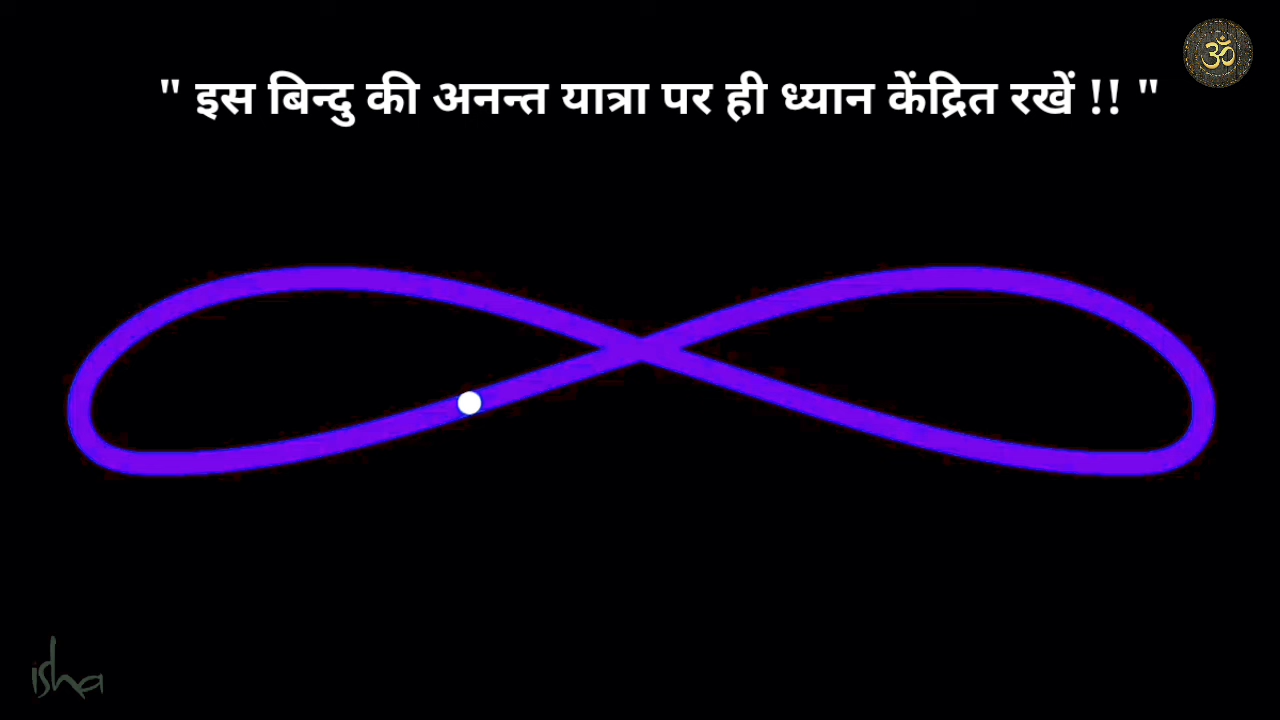 " इस बिन्दु की अनन्त यात्रा पर ही ध्यान केंद्रित रखें !! "
ॐ
isha